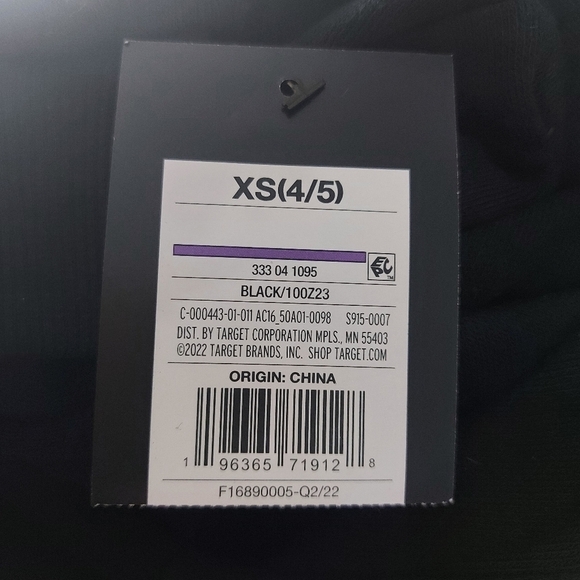 XS(4/5)
333 04 1095
EPC™
BLACK/100Z23
C-000443-01-011 AC16_50A01-0098 S915-0007
DIST. BY TARGET CORPORATION MPLS., MN 55403
©2022 TARGET BRANDS, INC. SHOP TARGET.COM
ORIGIN: CHINA
1 96365 71912 8
F16890005-Q2/22